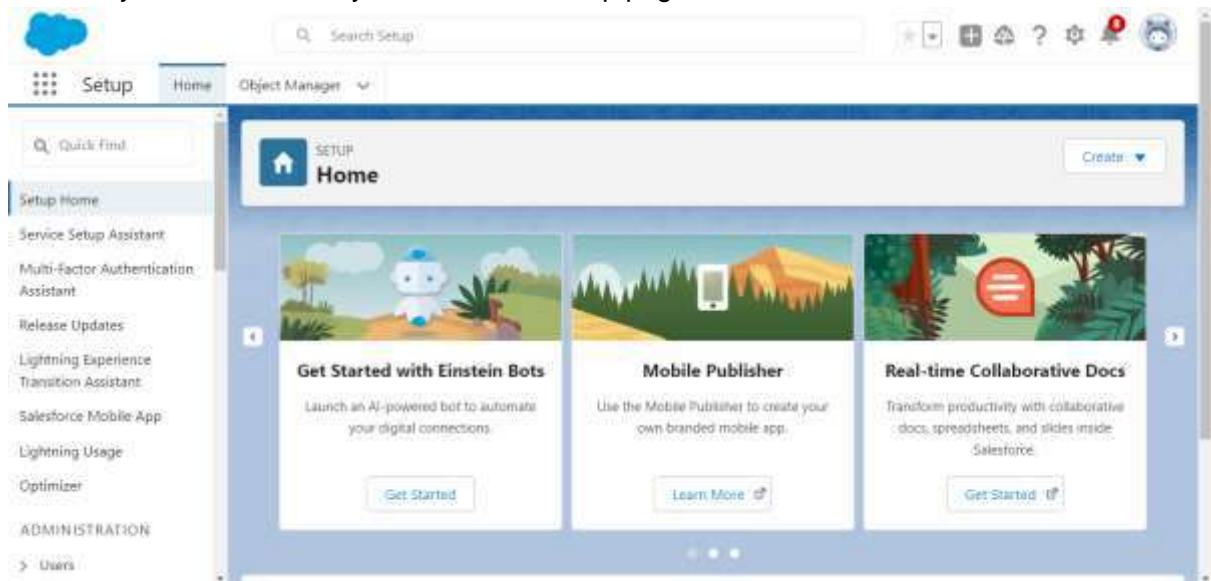 Search Setup
8
Setup
Home
Object Manager
Quick Find
SETUP
Home
Create
Setup Home
Service Setup Assistant
Multi-Factor Authentication
Assistant
Release Updates
Lightning Experience
Transition Assistant
Salesforce Mobile App
Lightning Usage
Optimizer
ADMINISTRATION
> Users
Get Started with Einstein Bots
Launch an AI-powered bot to automate
your digital connections.
Get Started
Mobile Publisher
Use the Mobile Publisher to create your
own branded mobile app.
Learn More
Real-time Collaborative Docs
Transform productivity with collaborative
docs, spreadsheets, and slides inside
Salesforce.
Get Started